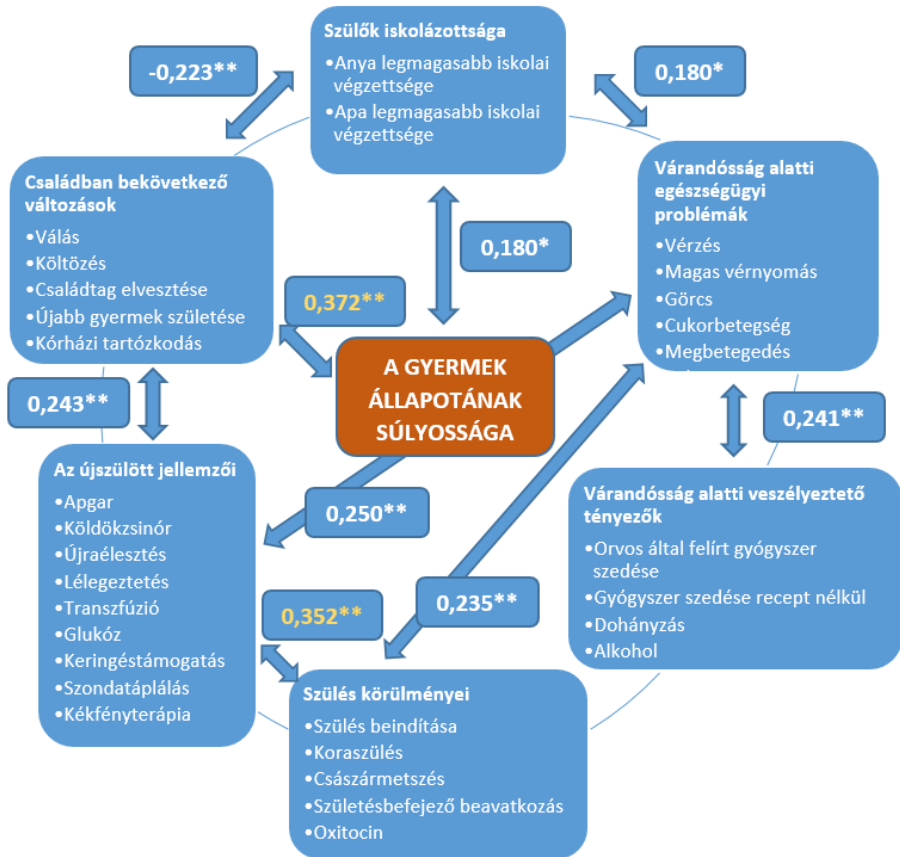 Szülők iskolázottsága
•Anya legmagasabb iskolai
végzettsége
•Apa legmagasabb iskolai
végzettsége
-0,223**
0,180*
Családban bekövetkező
változások
•Válás
•Költözés
•Családtag elvesztése
•Újabb gyermek születése
•Kórházi tartózkodás
Várandósság alatti
egészségügyi
problémák
•Vérzés
•Magas vérnyomás
•Görcs
•Cukorbetegség
•Megbetegedés
0,180*
0,372**
A GYERMEK
ÁLLAPOTÁNAK
SÚLYOSSÁGA
0,243**
0,241**
Az újszülött jellemzői
•Apgar
•Köldökzsinór
•Újraélesztés
•Lélegeztetés
•Transzfúzió
•Glukóz
•Keringéstámogatás
•Szondatáplálás
•Kékfényterápia
0,250**
Várandósság alatti veszélyeztető
tényezők
•Orvos által felírt gyógyszer
szedése
•Gyógyszer szedése recept nélkül
•Dohányzás
•Alkohol
0,235**
0,352**
Szülés körülményei
•Szülés beindítása
•Koraszülés
•Császármetszés
•Születésbefejező beavatkozás
•Oxitocin